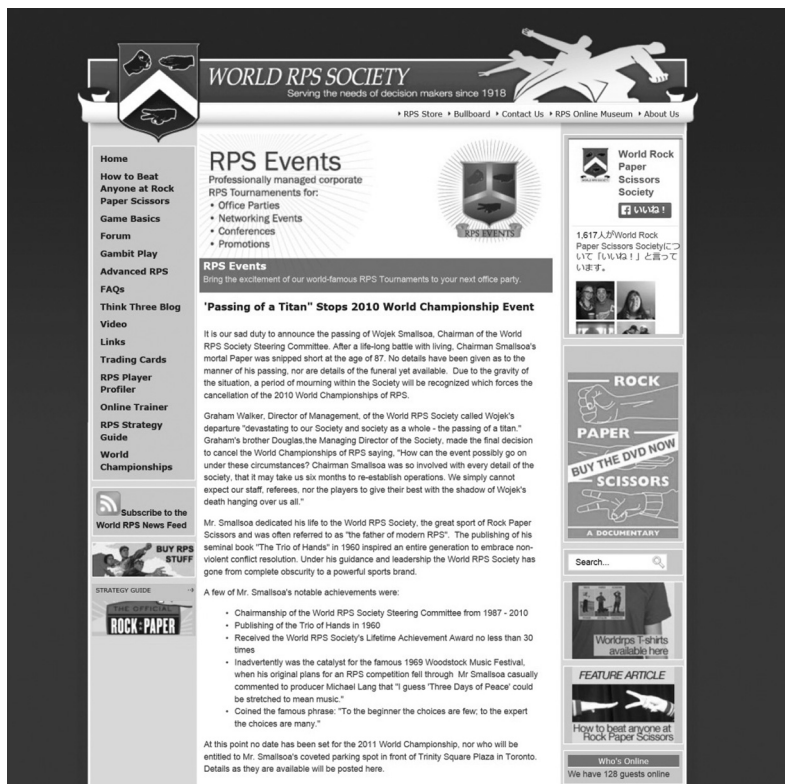 WORLD RPS SOCIETY
Serving the needs of decision makers since 1918
RPS Store
Bullboard
Contact Us
RPS Online Museum
About Us
Home
How to Beat
Anyone at Rock
Paper Scissors
Game Basics
Forum
Gambit Play
Advanced RPS
FAQs
Think Three Blog
Video
Links
Trading Cards
RPS Player
Profiler
Online Trainer
RPS Strategy
Guide
World
Championships
Subscribe to the
World RPS News Feed
BUY RPS
STUFF
STRATEGY GUIDE
THE OFFICIAL
ROCK:PAPER
RPS Events
Professionally managed corporate
RPS Tournamenents for:
• Office Parties
• Networking Events
• Conferences
• Promotions
RPS EVENTS
RPS Events
Bring the excitement of our world-famous RPS Tournaments to your next office party.
'Passing of a Titan" Stops 2010 World Championship Event
It is our sad duty to announce the passing of Wojek Smallsoa, Chairman of the World
RPS Society Steering Committee. After a life-long battle with living, Chairman Smallsoa's
mortal Paper was snipped short at the age of 87. No details have been given as to the
manner of his passing, nor are details of the funeral yet available. Due to the gravity of
the situation, a period of mourning within the Society will be recognized which forces the
cancellation of the 2010 World Championships of RPS.
Graham Walker, Director of Management, of the World RPS Society called Wojek's
departure "devastating to our Society and society as a whole - the passing of a titan."
Graham's brother Douglas,the Managing Director of the Society, made the final decision
to cancel the World Championships of RPS saying, "How can the event possibly go on
under these circumstances? Chairman Smallsoa was so involved with every detail of the
society, that it may take us six months to re-establish operations. We simply cannot
expect our staff, referees, nor the players to give their best with the shadow of Wojek's
death hanging over us all."
Mr. Smallsoa dedicated his life to the World RPS Society, the great sport of Rock Paper
Scissors and was often referred to as "the father of modern RPS". The publishing of his
seminal book "The Trio of Hands" in 1960 inspired an entire generation to embrace non-
violent conflict resolution. Under his guidance and leadership the World RPS Society has
gone from complete obscurity to a powerful sports brand.
A few of Mr. Smallsoa's notable achievements were:
• Chairmanship of the World RPS Society Steering Committee from 1987 - 2010
• Publishing of the Trio of Hands in 1960
• Received the World RPS Society's Lifetime Achievement Award no less than 30
times
• Inadvertently was the catalyst for the famous 1969 Woodstock Music Festival,
when his original plans for an RPS competition fell through Mr Smallsoa casually
commented to producer Michael Lang that "I guess 'Three Days of Peace' could
be stretched to mean music."
• Coined the famous phrase: "To the beginner the choices are few; to the expert
the choices are many."
At this point no date has been set for the 2011 World Championship, nor who will be
entitled to Mr. Smallsoa's coveted parking spot in front of Trinity Square Plaza in Toronto.
Details as they are available will be posted here.
World Rock
Paper
Scissors
Society
いいね！
1,617人がWorld Rock
Paper Scissors Societyにつ
いて「いいね！」と言って
います。
ROCK
PAPER
BUY THE DVD NOW
SCISSORS
A DOCUMENTARY
Search...
Worldrps T-shirts
available here
FEATURE ARTICLE
How to beat anyone at
Rock Paper Scissors
Who's Online
We have 128 guests online